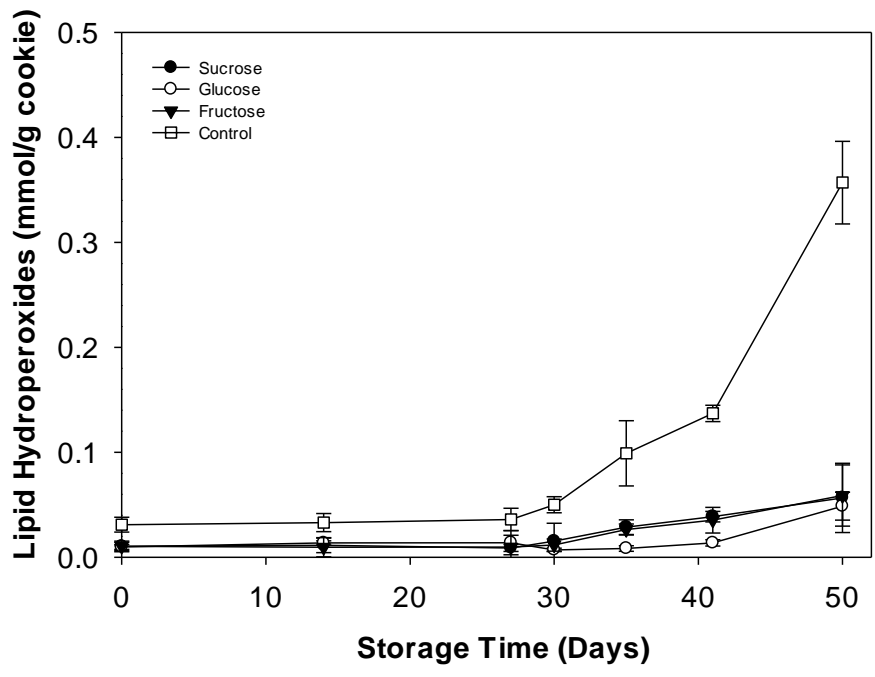 Lipid Hydroperoxides (mmol/g cookie)
0.5
0.4
0.3
0.2
0.1
0.0
Sucrose
Glucose
Fructose
Control
0 10 20 30 40 50
Storage Time (Days)